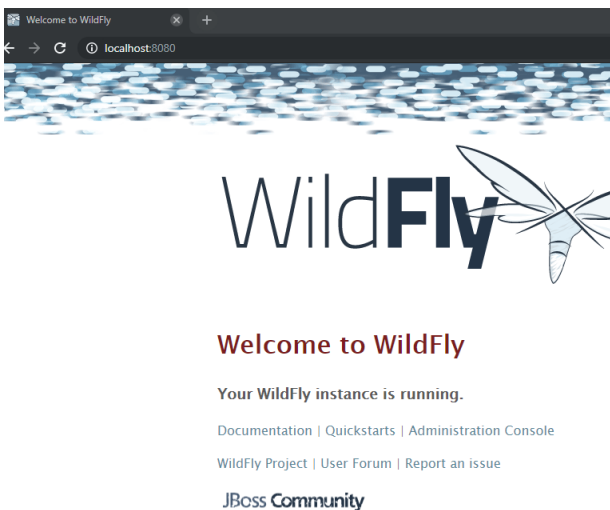 Welcome to WildFly
localhost:8080
WildFly
Welcome to WildFly
Your WildFly instance is running.
Documentation | Quickstarts | Administration Console
WildFly Project | User Forum | Report an issue
JBoss Community